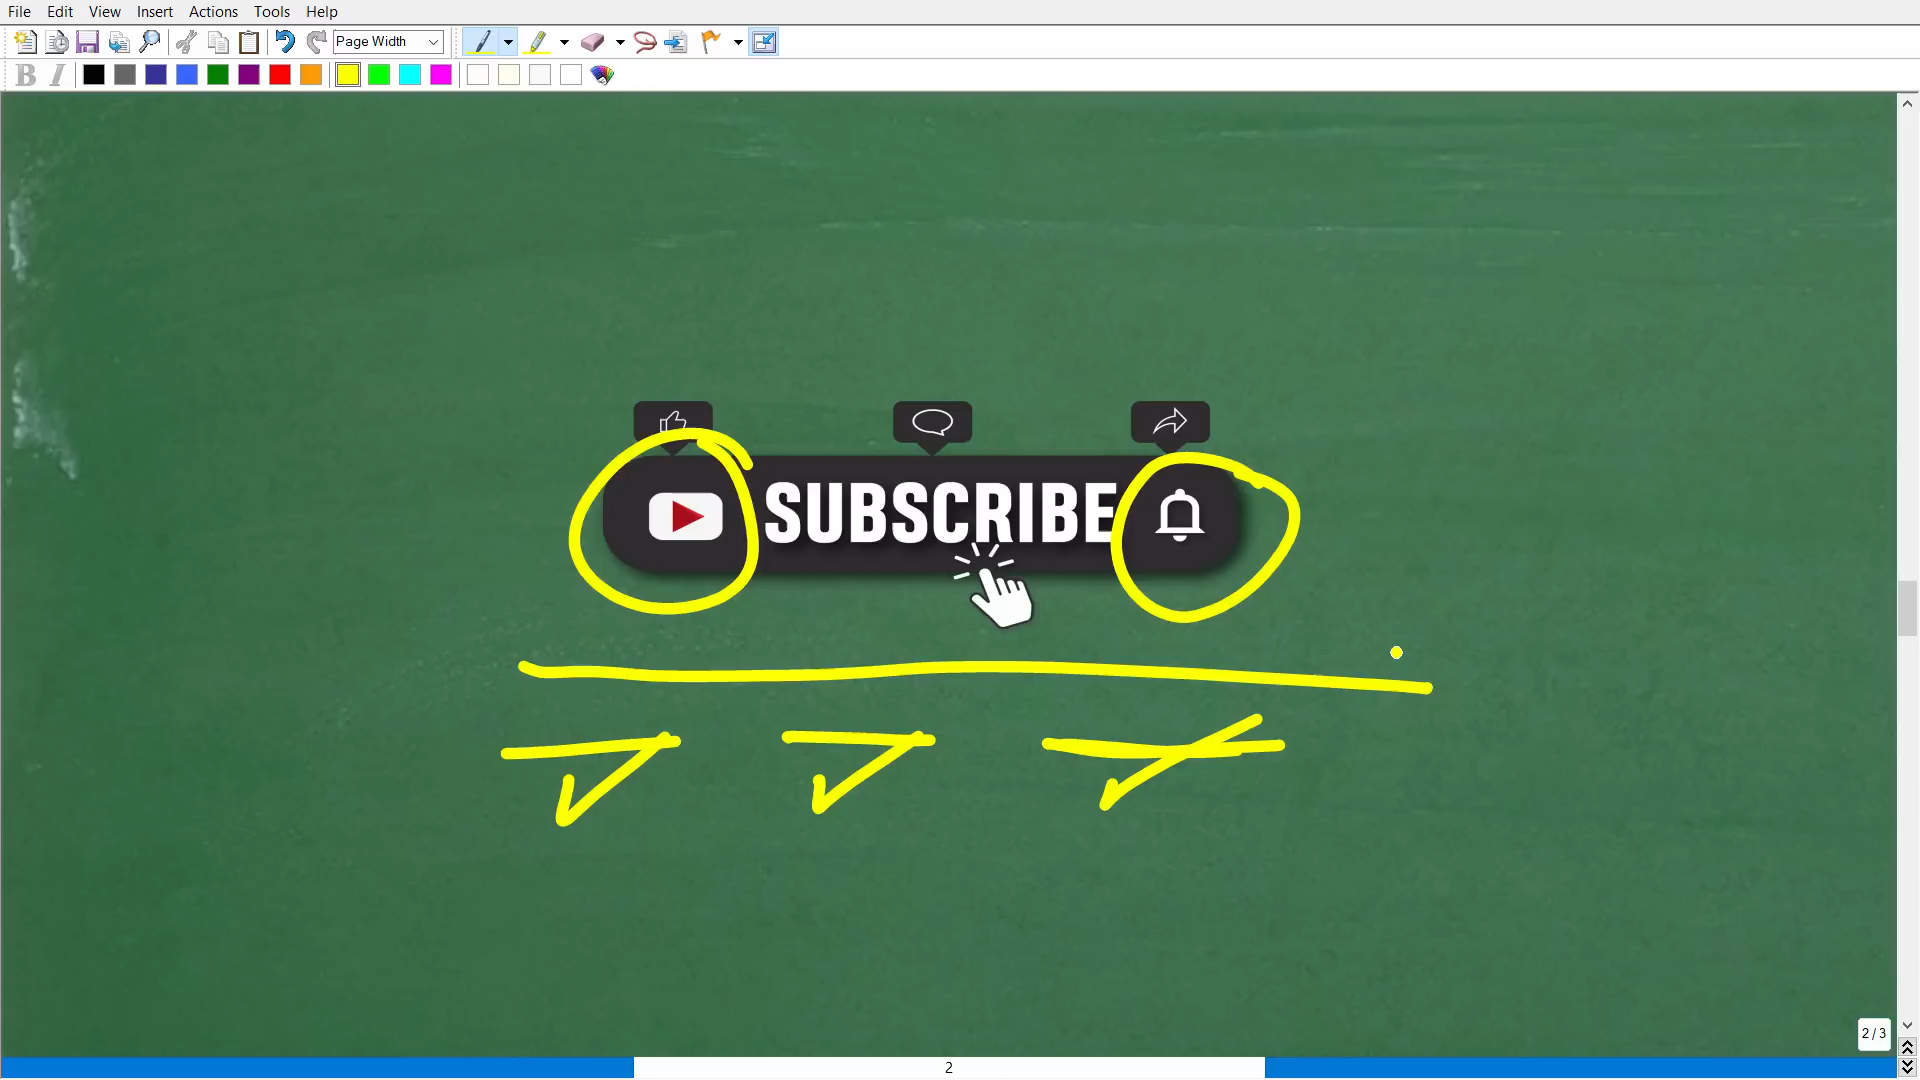 File Edit View Insert Actions Tools Help
Page Width
B I
SUBSCRIBE
2 / 3
2